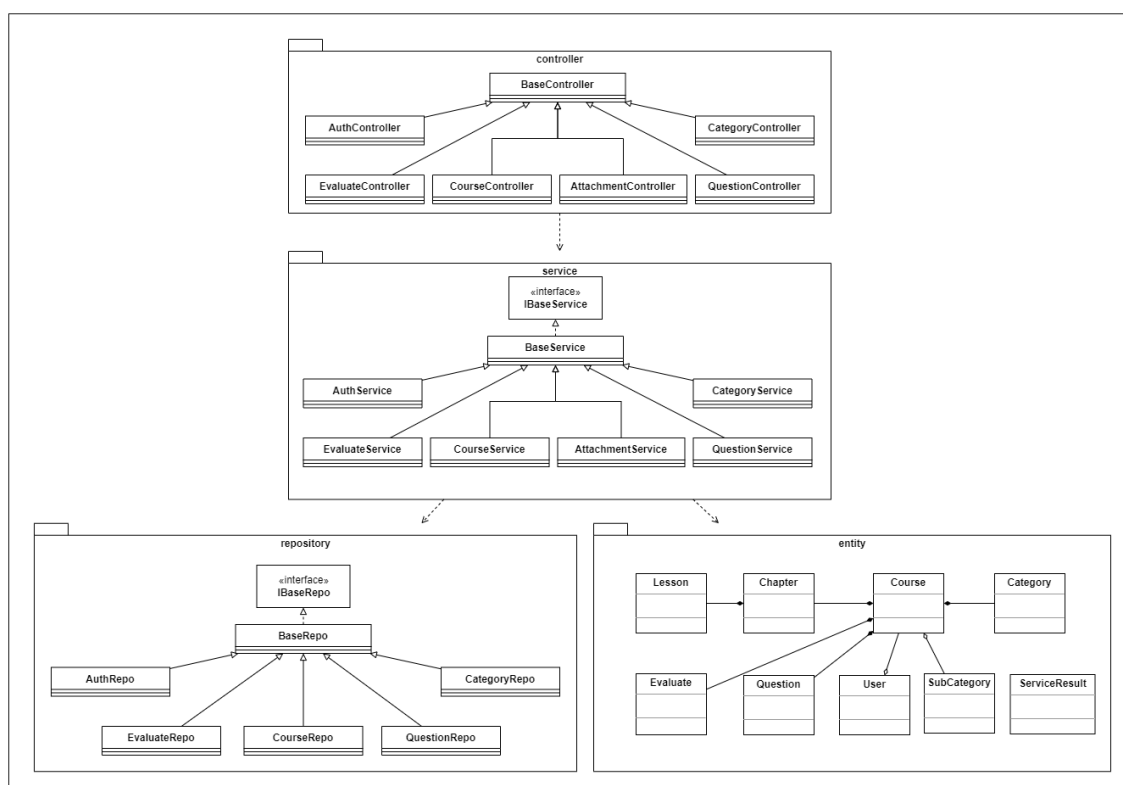 controller
BaseController
AuthController
CategoryController
EvaluateController
CourseController
AttachmentController
QuestionController
service
«interface»
IBaseService
BaseService
AuthService
CategoryService
EvaluateService
CourseService
AttachmentService
QuestionService
repository
«interface»
IBaseRepo
BaseRepo
AuthRepo
CategoryRepo
EvaluateRepo
CourseRepo
QuestionRepo
entity
Lesson
Chapter
Course
Category
Evaluate
Question
User
SubCategory
ServiceResult